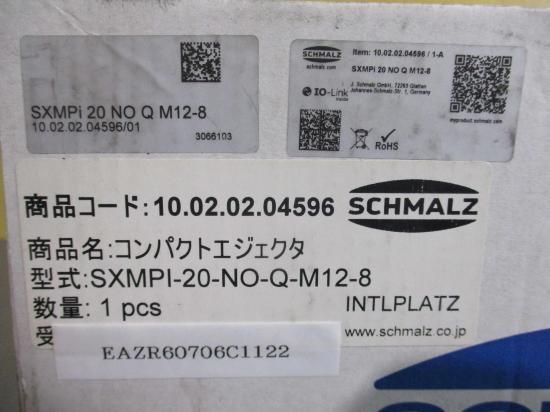 SXMPi 20 NO Q M12-8
10.02.02.04596/01
3066103
SCHMALZ
schmalz.com
Item: 10.02.02.04596 / 1-A
SXMPi 20 NO Q M12-8
IO-Link
inside
J. Schmalz GmbH, 72293 Glatten
Johannes-Schmalz-Str. 1, Germany
RoHS
myproduct.schmalz.com
商品コード:10.02.02.04596
SCHMALZ
商品名:コンパクトエジェクタ
型式:SXMPI-20-NO-Q-M12-8
数量: 1 pcs
INTLPLATZ
受
www.schmalz.co.jp
EAZR60706C1122